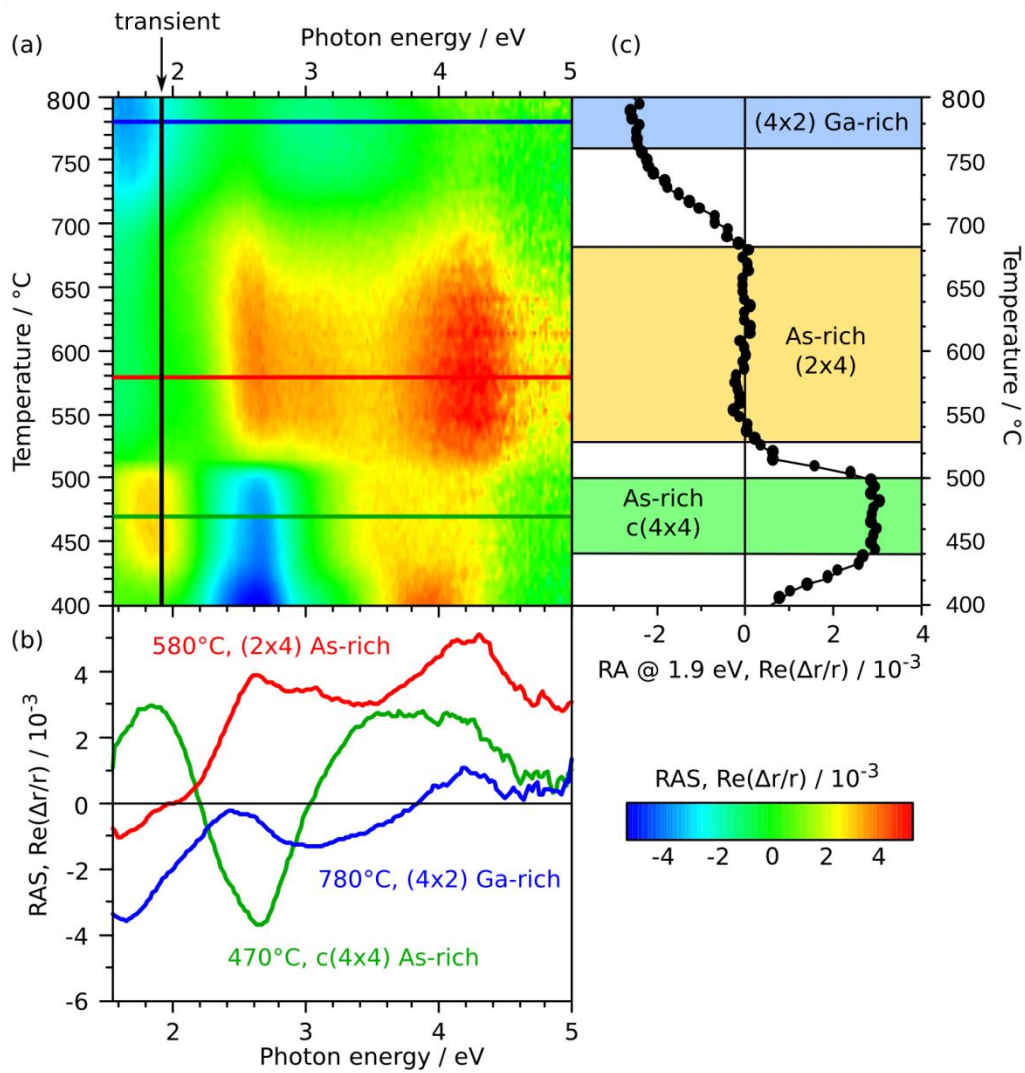 transient
(a)
Photon energy / eV
(c)
2 3 4 5
800
750
700
650
600
550
500
450
400
Temperature / °C
(4x2) Ga-rich
As-rich
(2x4)
As-rich
c(4x4)
800
750
700
650
600
550
500
450
400
Temperature / °C
-2 0 2 4
RA @ 1.9 eV, Re(Δr/r) / 10⁻³
(b)
580°C, (2x4) As-rich
780°C, (4x2) Ga-rich
470°C, c(4x4) As-rich
4
2
0
-2
-4
-6
RAS, Re(Δr/r) / 10⁻³
2 3 4 5
Photon energy / eV
RAS, Re(Δr/r) / 10⁻³
-4 -2 0 2 4